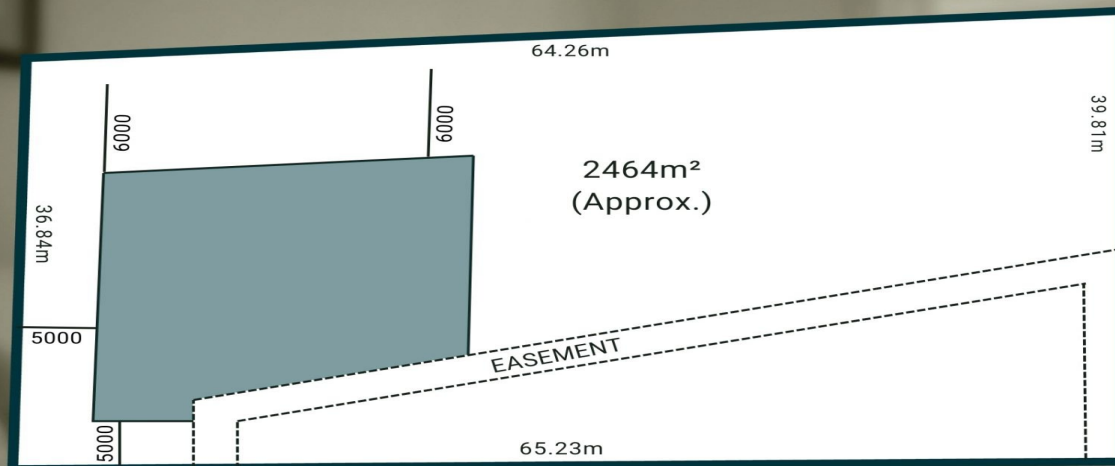 64.26m
6000
6000
39.81m
2464m²
(Approx.)
36.84m
5000
EASEMENT
5000
65.23m